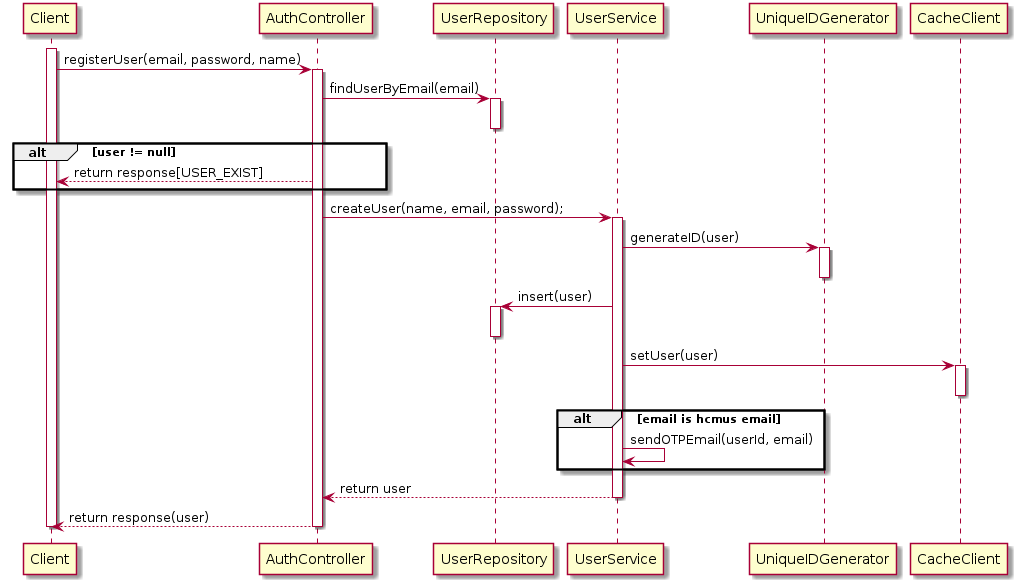 Client
AuthController
UserRepository
UserService
UniqueIDGenerator
CacheClient
registerUser(email, password, name)
findUserByEmail(email)
alt
[user != null]
return response[USER_EXIST]
createUser(name, email, password);
generateID(user)
insert(user)
setUser(user)
alt
[email is hcmus email]
sendOTPEmail(userId, email)
return user
return response(user)
Client
AuthController
UserRepository
UserService
UniqueIDGenerator
CacheClient